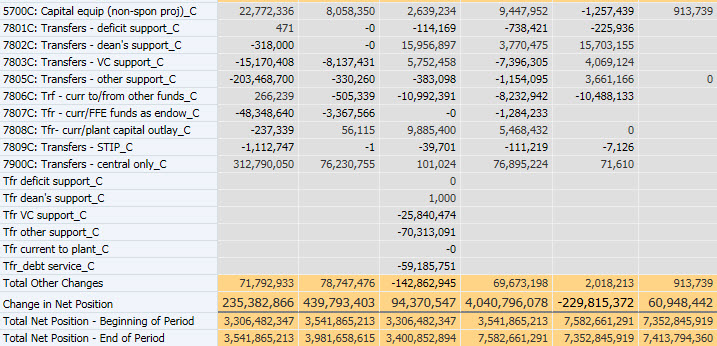 5700C: Capital equip (non-spon proj)_C 22,772,336 8,058,350 2,639,234 9,447,952 -1,257,439 913,739
7801C: Transfers - deficit support_C 471 -0 -114,169 -738,421 -225,936
7802C: Transfers - dean's support_C -318,000 -0 15,956,897 3,770,475 15,703,155
7803C: Transfers - VC support_C -15,170,408 -8,137,431 5,752,458 -7,396,305 4,069,124
7805C: Transfers - other support_C -203,468,700 -330,260 -383,098 -1,154,095 3,661,166 0
7806C: Trf - curr to/from other funds_C 266,239 -505,339 -10,992,391 -8,232,942 -10,488,133
7807C: Tfr - curr/FFE funds as endow_C -48,348,640 -3,367,566 -0 -1,284,233
7808C: Tfr- curr/plant capital outlay_C -237,339 56,115 9,885,400 5,468,432 0
7809C: Transfers - STIP_C -1,112,747 -1 -39,701 -111,219 -7,126
7900C: Transfers - central only_C 312,790,050 76,230,755 101,024 76,895,224 71,610
Tfr deficit support_C 0
Tfr dean's support_C 1,000
Tfr VC support_C -25,840,474
Tfr other support_C -70,313,091
Tfr current to plant_C -0
Tfr_debt service_C -59,185,751
Total Other Changes 71,792,933 78,747,476 -142,862,945 69,673,198 2,018,213 913,739
Change in Net Position 235,382,866 439,793,403 94,370,547 4,040,796,078 -229,815,372 60,948,442
Total Net Position - Beginning of Period 3,306,482,347 3,541,865,213 3,306,482,347 3,541,865,213 7,582,661,291 7,352,845,919
Total Net Position - End of Period 3,541,865,213 3,981,658,615 3,400,852,894 7,582,661,291 7,352,845,919 7,413,794,360